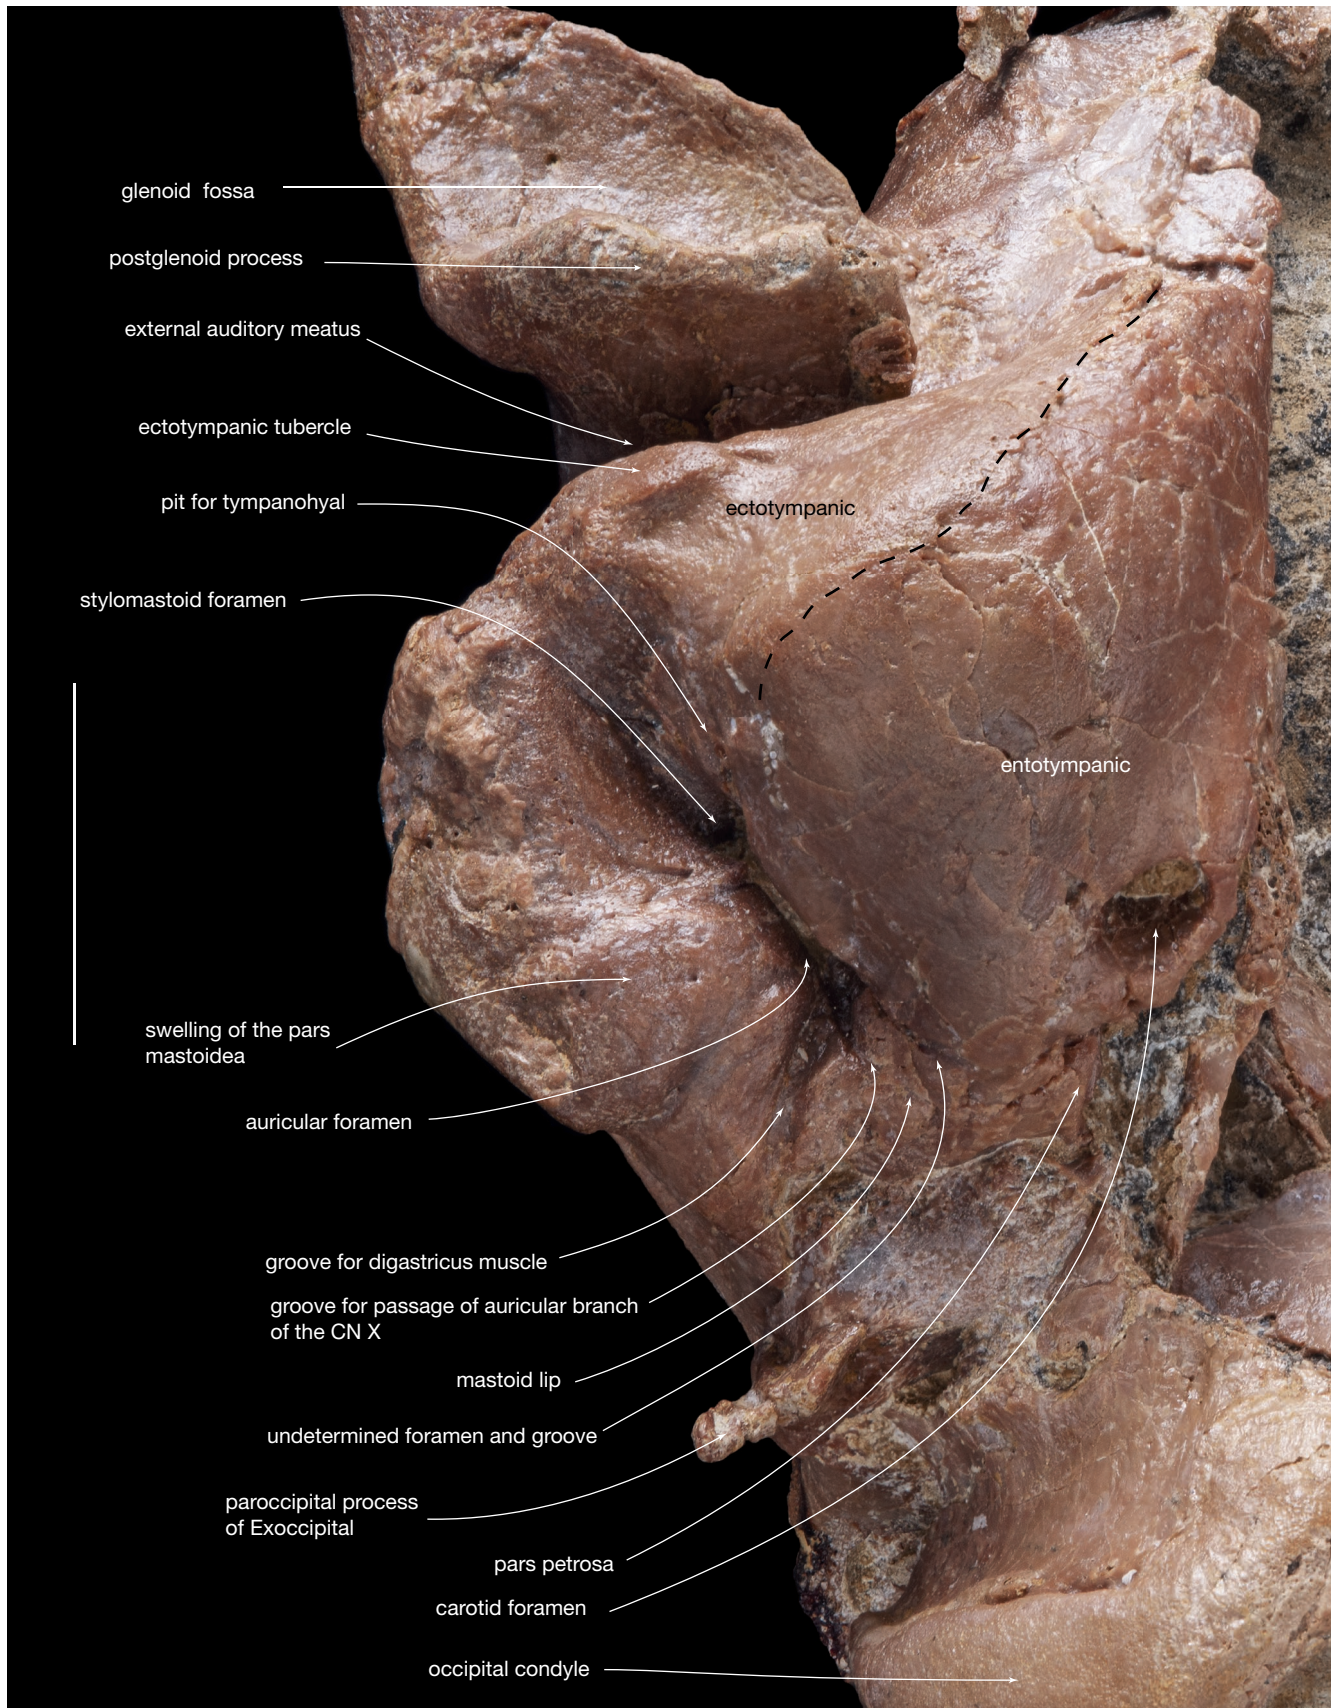 glenoid fossa
postglenoid process
external auditory meatus
ectotympanic tubercle
pit for tympanohyal
ectotympanic
stylomastoid foramen
entotympanic
swelling of the pars
mastoidea
auricular foramen
groove for digastricus muscle
groove for passage of auricular branch
of the CN X
mastoid lip
undetermined foramen and groove
paroccipital process
of Exoccipital
pars petrosa
carotid foramen
occipital condyle